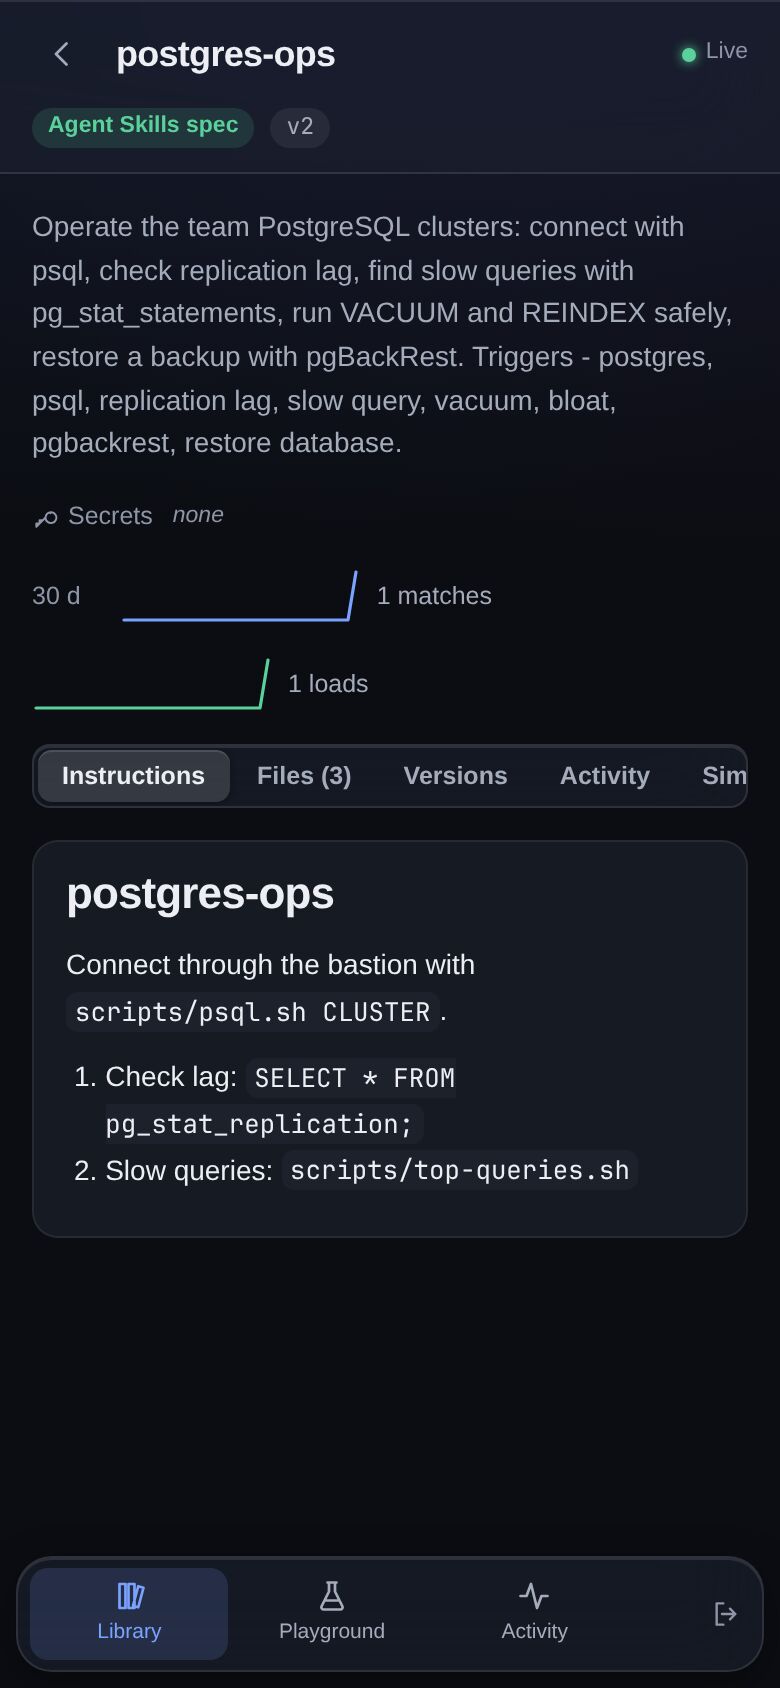 postgres-ops
Live
Agent Skills spec
v2
Operate the team PostgreSQL clusters: connect with
psql, check replication lag, find slow queries with
pg_stat_statements, run VACUUM and REINDEX safely,
restore a backup with pgBackRest. Triggers - postgres,
psql, replication lag, slow query, vacuum, bloat,
pgbackrest, restore database.
Secrets none
30 d
1 matches
1 loads
Instructions Files (3) Versions Activity Sim
postgres-ops
Connect through the bastion with
scripts/psql.sh CLUSTER.
1. Check lag: SELECT * FROM
pg_stat_replication;
2. Slow queries: scripts/top-queries.sh
Library Playground Activity